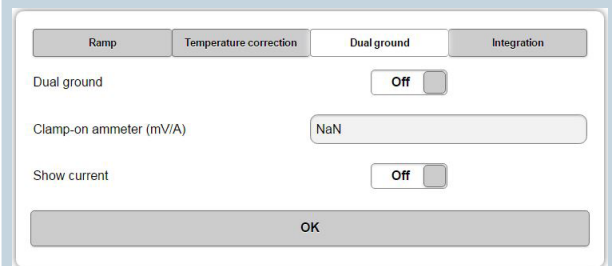 Ramp Temperature correction Dual ground Integration
Dual ground Off
Clamp-on ammeter (mV/A) NaN
Show current Off
OK